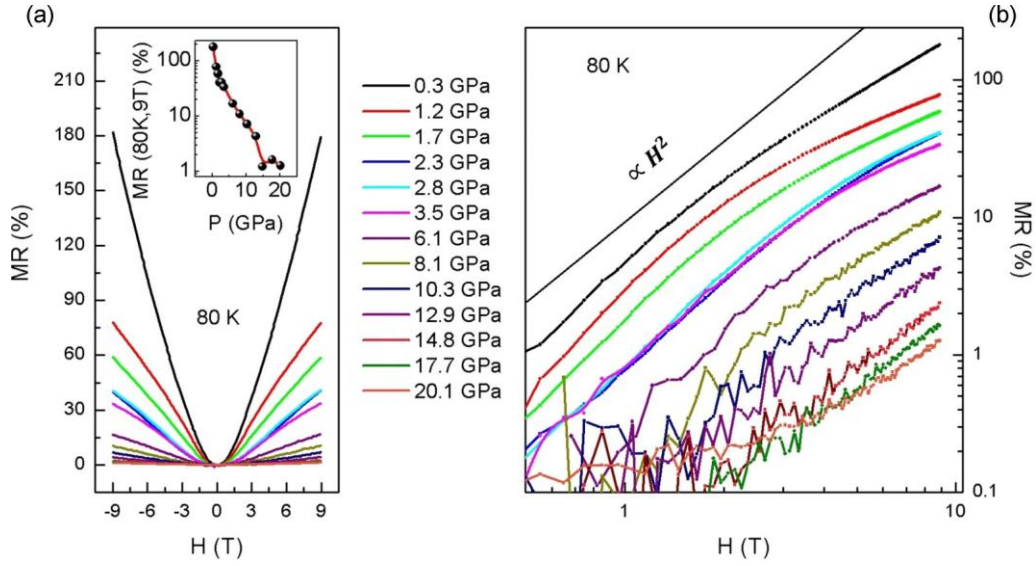 (a)
MR (%)
210
180
150
120
90
60
30
0
-9 -6 -3 0 3 6 9
H (T)
80 K
MR (80K,9T) (%)
100
10
1
0 10 20
P (GPa)
0.3 GPa
1.2 GPa
1.7 GPa
2.3 GPa
2.8 GPa
3.5 GPa
6.1 GPa
8.1 GPa
10.3 GPa
12.9 GPa
14.8 GPa
17.7 GPa
20.1 GPa
(b)
80 K
∝ H²
100
10
1
0.1
MR (%)
1 10
H (T)